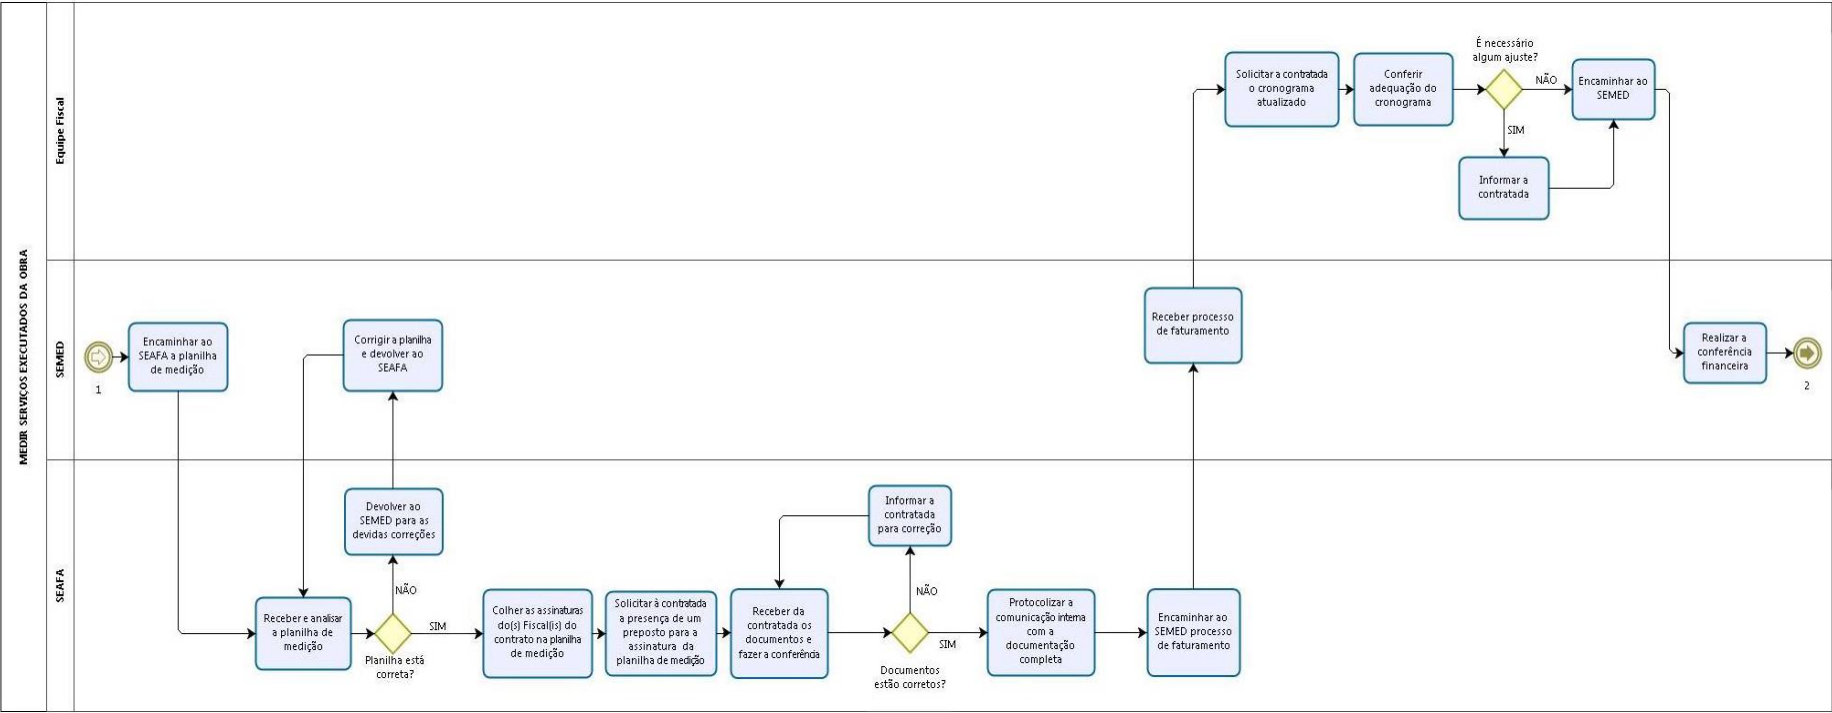 MEDIR SERVIÇOS EXECUTADOS DA OBRA
Equipe Fiscal
Solicitar a contratada
o cronograma
atualizado
Conferir
adequação do
cronograma
É necessário
algum ajuste?
NÃO
SIM
Encaminhar ao
SEMED
Informar a
contratada
SEMED
1
Encaminhar ao
SEAFA a planilha
de medição
Corrigir a planilha
e devolver ao
SEAFA
Receber processo
de faturamento
Realizar a
conferência
financeira
2
SEAFA
Receber e analisar
a planilha de
medição
Devolver ao
SEMED para as
devidas correções
NÃO
SIM
Planilha está
correta?
Colher as assinaturas
do(s) Fiscal(is) do
contrato na planilha
de medição
Solicitar à contratada
a presença de um
preposto para a
assinatura da
planilha de medição
Receber da
contratada os
documentos e
fazer a conferência
Informar a
contratada
para correção
NÃO
SIM
Documentos
estão corretos?
Protocolizar a
comunicação interna
com a
documentação
completa
Encaminhar ao
SEMED processo
de faturamento